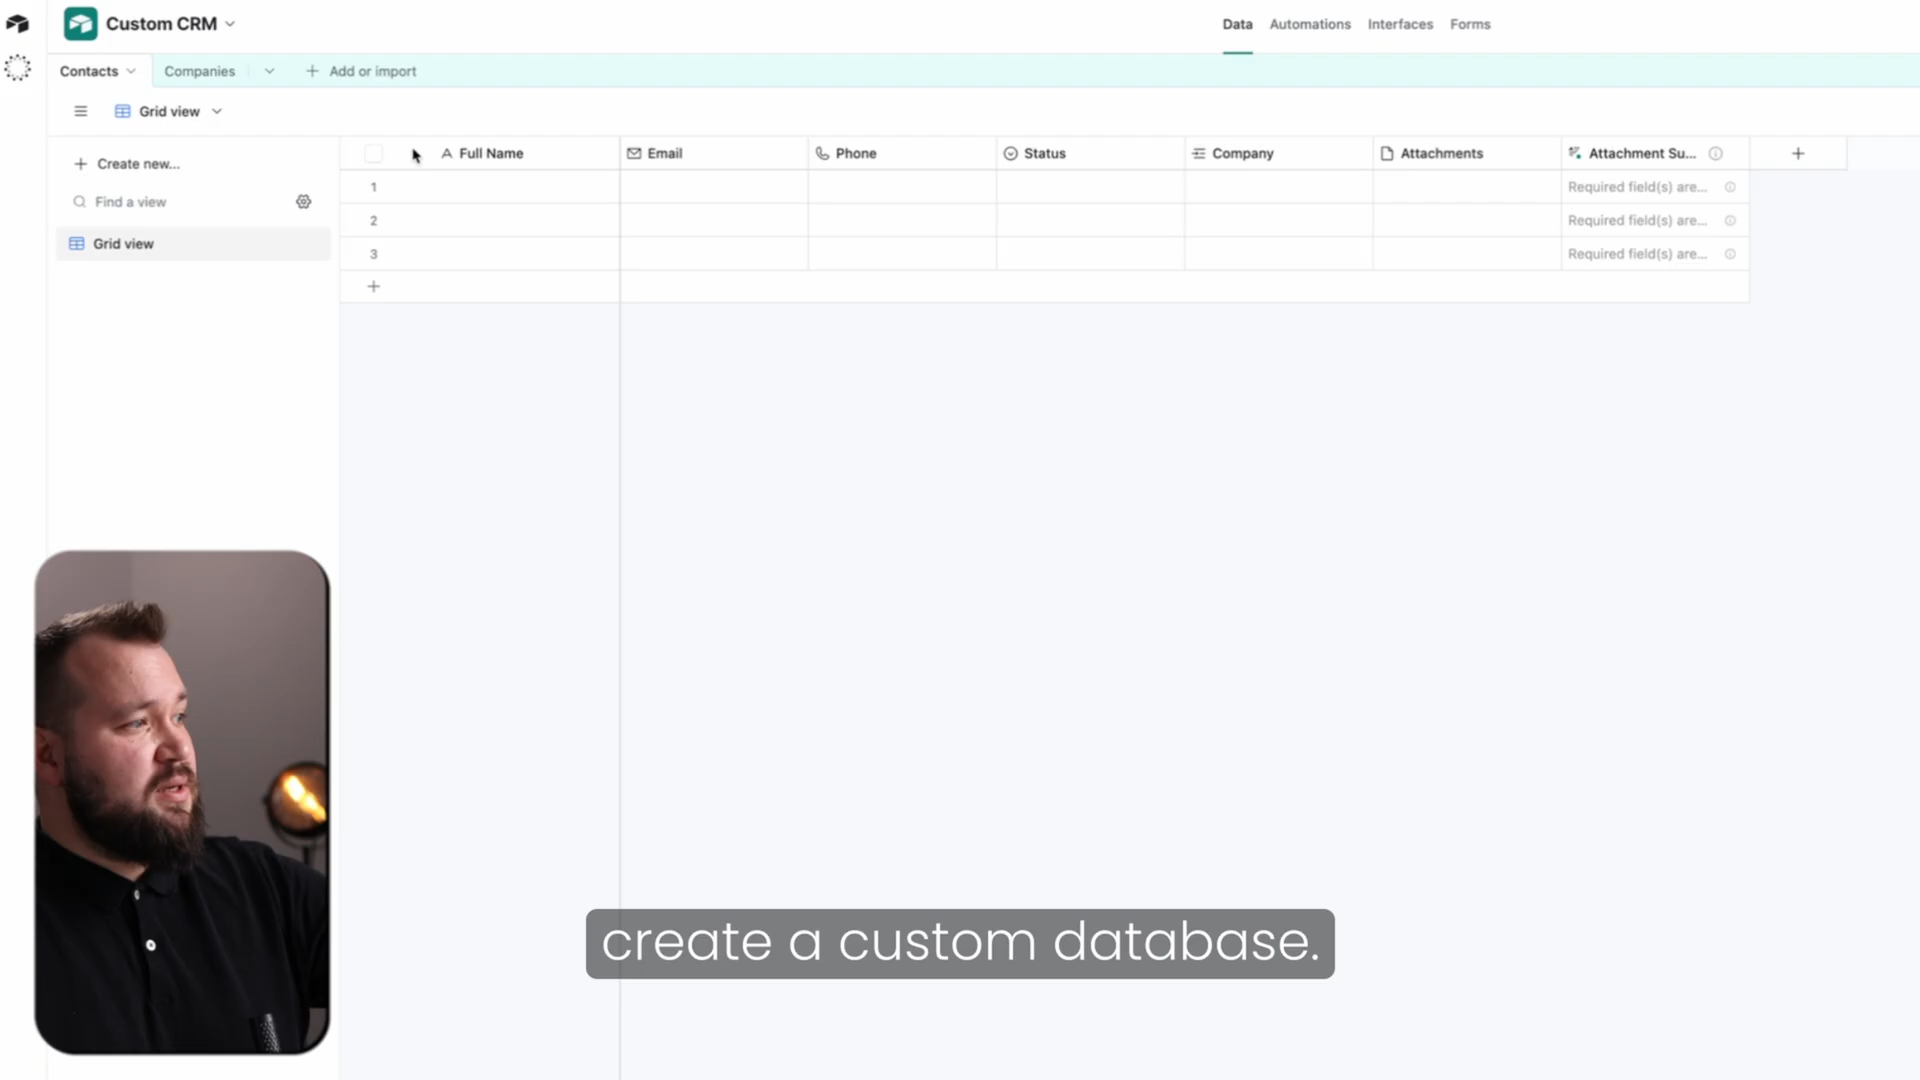 Custom CRM
Data Automations Interfaces Forms
Contacts Companies Add or import
Grid view
Create new...
Find a view
Grid view
Full Name Email Phone Status Company Attachments Attachment Su...
1 Required field(s) are...
2 Required field(s) are...
3 Required field(s) are...
create a custom database.